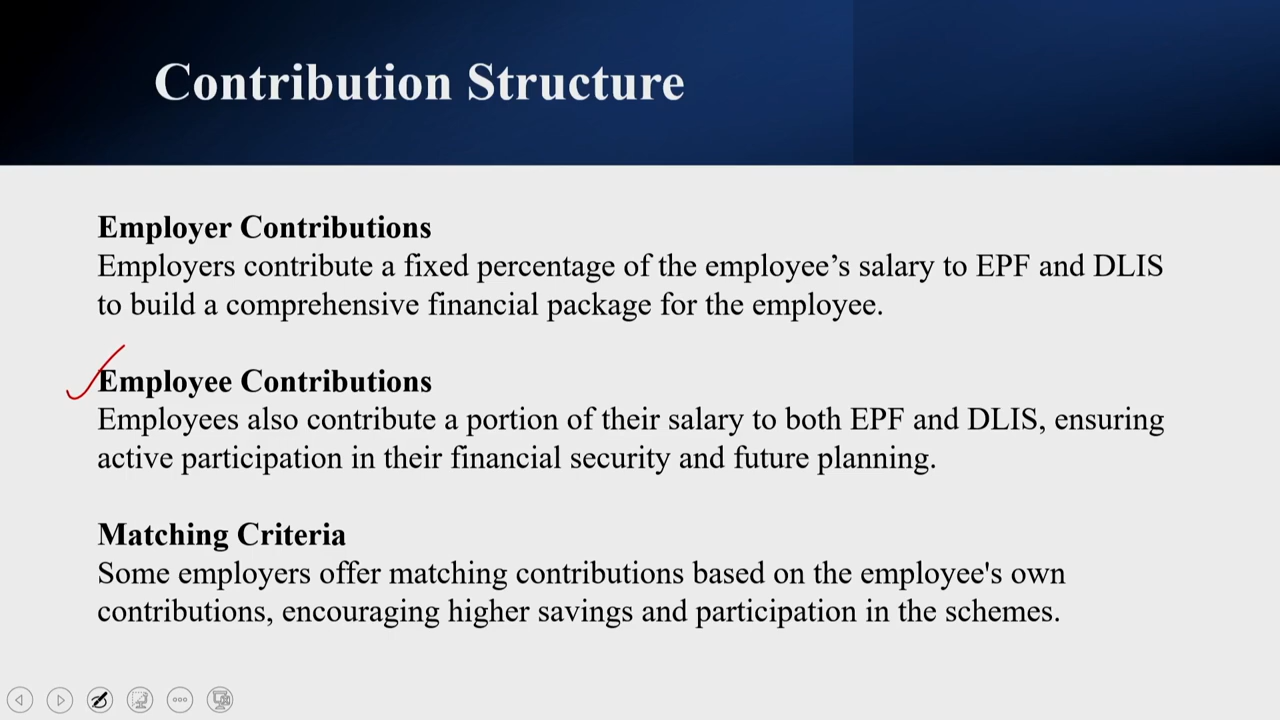 Contribution Structure
Employer Contributions
Employers contribute a fixed percentage of the employee’s salary to EPF and DLIS
to build a comprehensive financial package for the employee.
Employee Contributions
Employees also contribute a portion of their salary to both EPF and DLIS, ensuring
active participation in their financial security and future planning.
Matching Criteria
Some employers offer matching contributions based on the employee's own
contributions, encouraging higher savings and participation in the schemes.